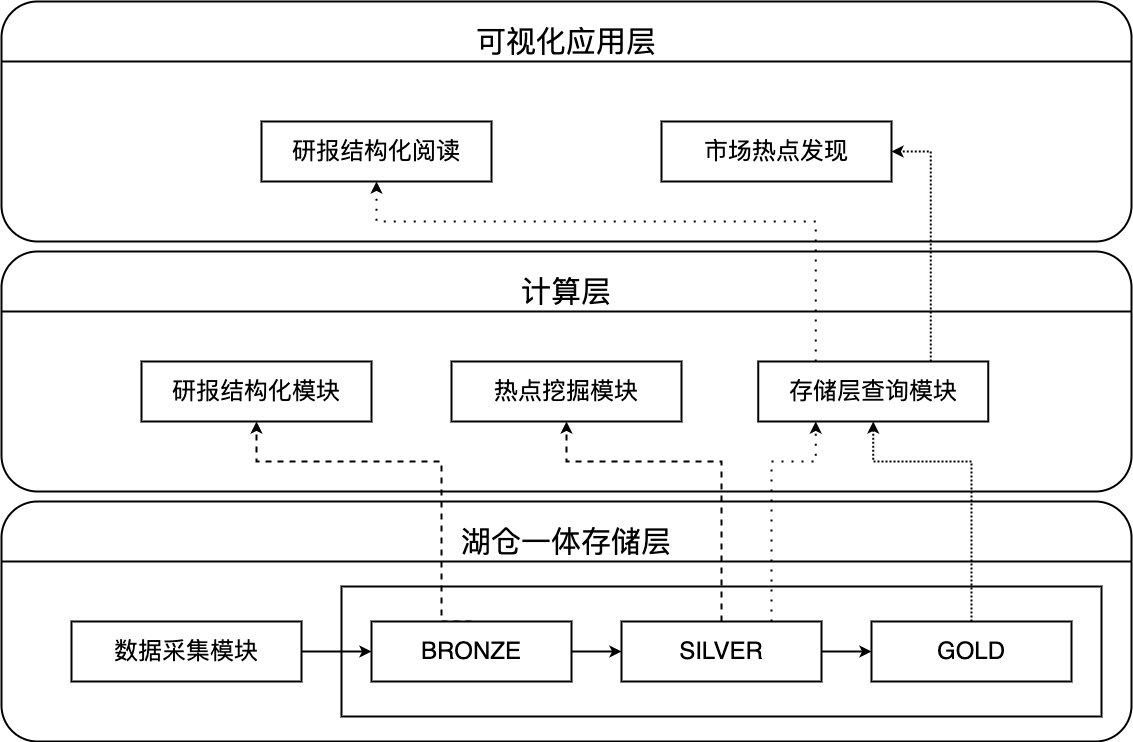 可视化应用层
研报结构化阅读
市场热点发现
计算层
研报结构化模块
热点挖掘模块
存储层查询模块
湖仓一体存储层
数据采集模块
BRONZE
SILVER
GOLD